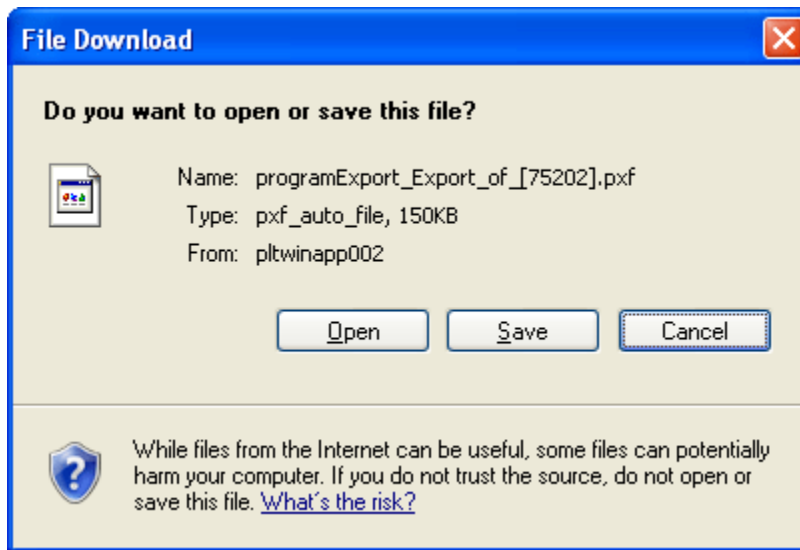 File Download
Do you want to open or save this file?
Name: programExport_Export_of_[75202].pxf
Type: pxf_auto_file, 150KB
From: pltwinapp002
Open Save Cancel
While files from the Internet can be useful, some files can potentially
harm your computer. If you do not trust the source, do not open or
save this file. What's the risk?